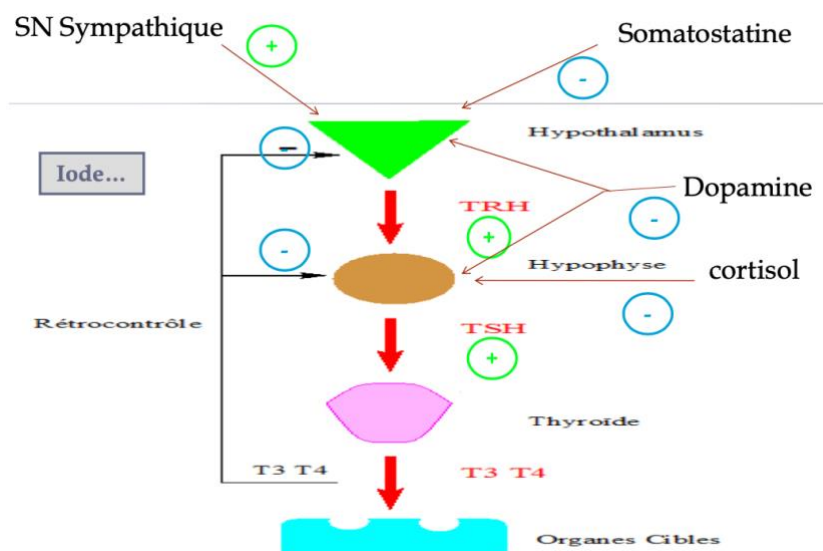 SN Sympathique
+
Somatostatine
-
Hypothalamus
-
Iode...
TRH
+
Dopamine
-
-
Hypophyse
cortisol
-
Rétrocontrôle
TSH
+
Thyroïde
T3 T4
T3 T4
Organes Cibles